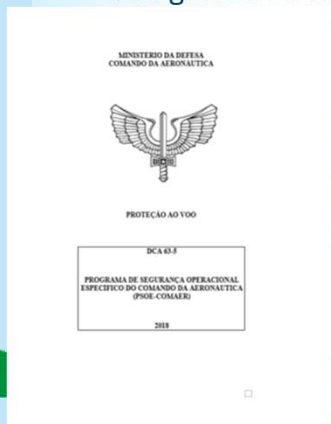 MINISTÉRIO DA DEFESA
COMANDO DA AERONÁUTICA
PROTEÇÃO AO VOO
DCA 63-5
PROGRAMA DE SEGURANÇA OPERACIONAL
ESPECÍFICO DO COMANDO DA AERONÁUTICA
(PSOE-COMAER)
2018